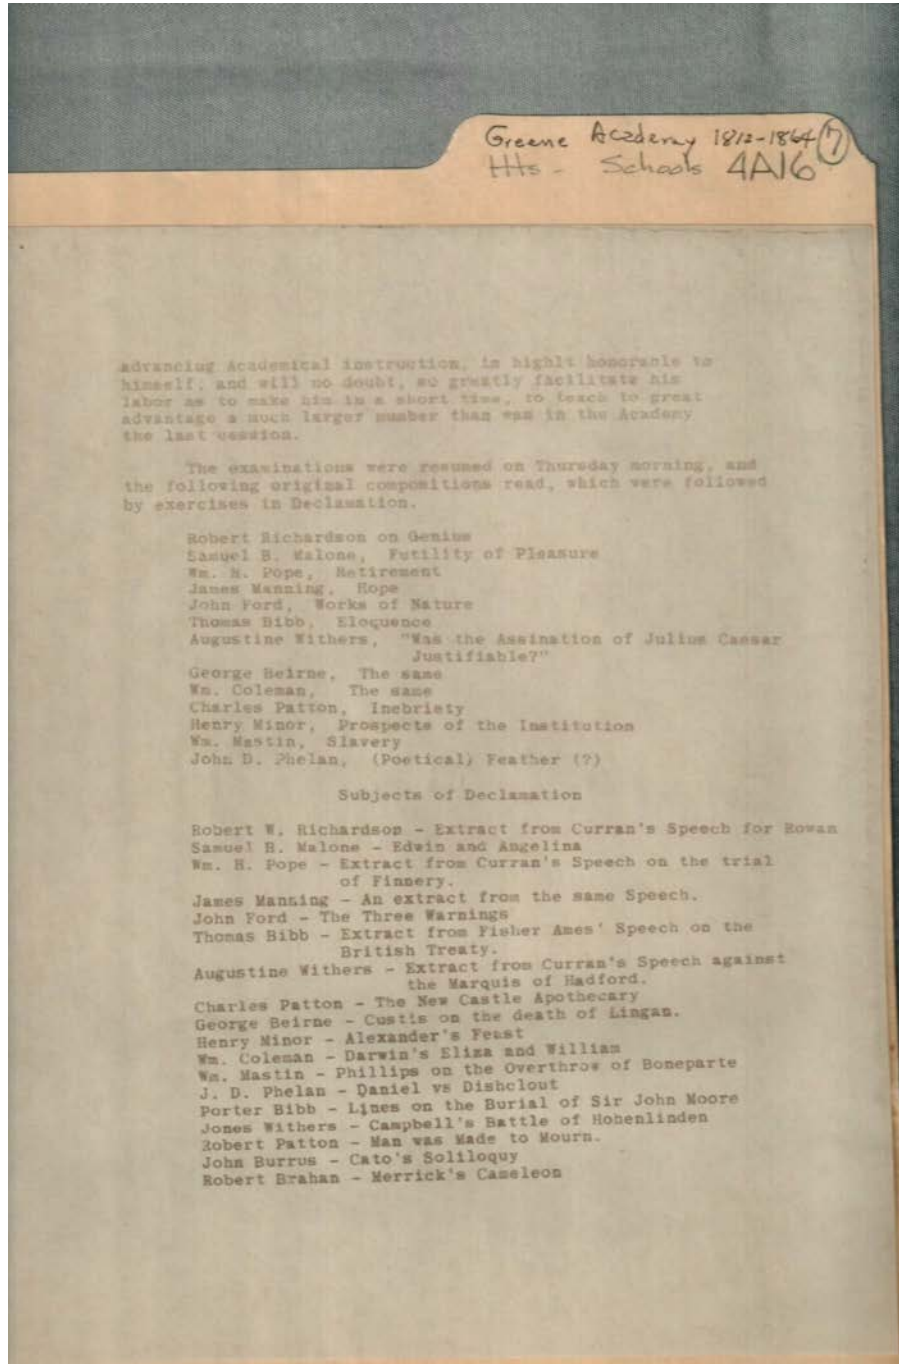 Greene Academy 1812-1864 7
Hts - Schools 4A16
advancing Academical instruction, is highlt honorable to
himself, and will no doubt, so greatly facilitate his
labor as to make him in a short time, to teach to great
advantage a much larger number than was in the Academy
the last cession.
The examinations were resumed on Thursday morning, and
the following original compositions read, which were followed
by exercises in Declamation.
Robert Richardson on Genius
Samuel B. Malone, Futility of Pleasure
Wm. H. Pope, Retirement
James Manning, Hope
John Ford, Works of Nature
Thomas Bibb, Eloquence
Augustine Withers, "Was the Assination of Julius Caesar
Justifiable?"
George Beirne, The same
Wm. Coleman, The same
Charles Patton, Inebriety
Henry Minor, Prospects of the Institution
Wm. Mastin, Slavery
John D. Phelan, (Poetical) Feather (?)
Subjects of Declamation
Robert W. Richardson - Extract from Curran's Speech for Rowan
Samuel B. Malone - Edwin and Angelina
Wm. H. Pope - Extract from Curran's Speech on the trial
of Finnery.
James Manning - An extract from the same Speech.
John Ford - The Three Warnings
Thomas Bibb - Extract from Fisher Ames' Speech on the
British Treaty.
Augustine Withers - Extract from Curran's Speech against
the Marquis of Hadford.
Charles Patton - The New Castle Apothecary
George Beirne - Custis on the death of Lingan.
Henry Minor - Alexander's Feast
Wm. Coleman - Darwin's Eliza and William
Wm. Mastin - Phillips on the Overthrow of Boneparte
J. D. Phelan - Daniel vs Dishclout
Porter Bibb - Lines on the Burial of Sir John Moore
Jones Withers - Campbell's Battle of Hohenlinden
Robert Patton - Man was Made to Mourn.
John Burrus - Cato's Soliloquy
Robert Brahan - Merrick's Cameleon